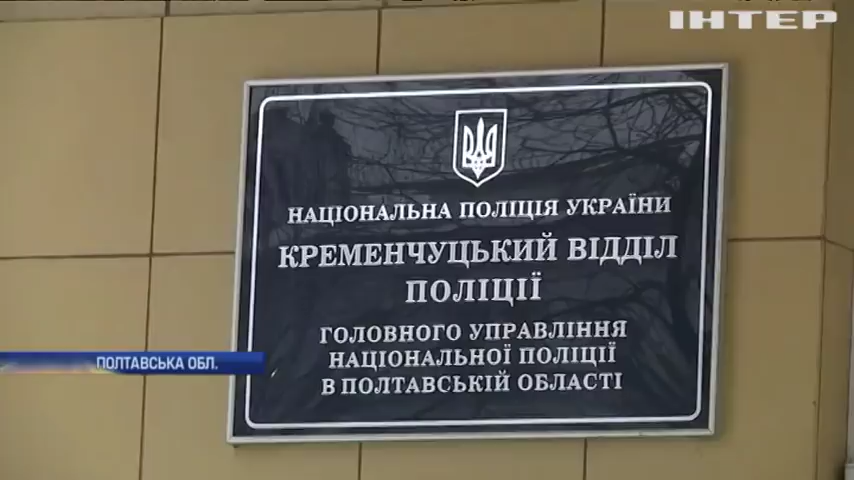 ІНТЕР
НАЦІОНАЛЬНА ПОЛІЦІЯ УКРАЇНИ
КРЕМЕНЧУЦЬКИЙ ВІДДІЛ
ПОЛІЦІЇ
ГОЛОВНОГО УПРАВЛІННЯ
НАЦІОНАЛЬНОЇ ПОЛІЦІЇ
В ПОЛТАВСЬКІЙ ОБЛАСТІ
ПОЛТАВСЬКА ОБЛ.